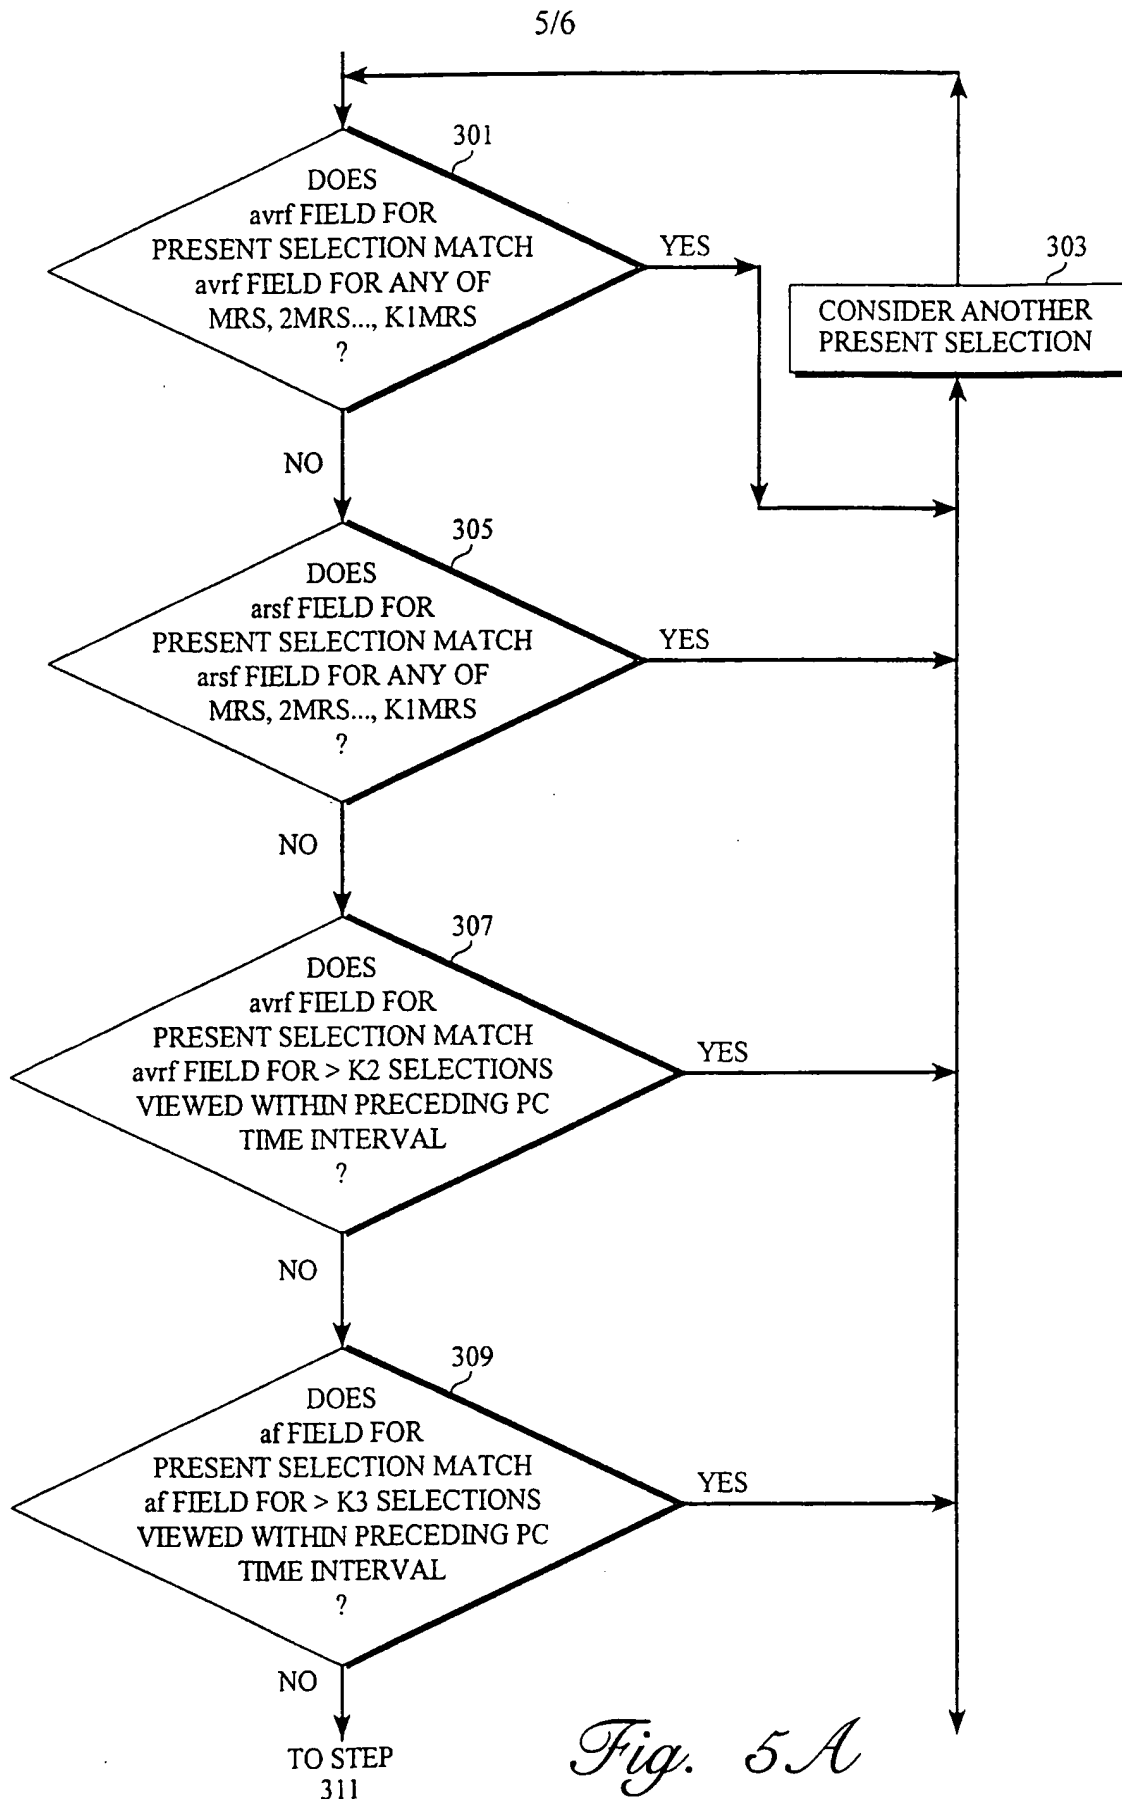 5/6
301
DOES
avrf FIELD FOR
PRESENT SELECTION MATCH
avrf FIELD FOR ANY OF
MRS, 2MRS..., K1MRS
?
YES
303
CONSIDER ANOTHER
PRESENT SELECTION
NO
305
DOES
arsf FIELD FOR
PRESENT SELECTION MATCH
arsf FIELD FOR ANY OF
MRS, 2MRS..., K1MRS
?
YES
NO
307
DOES
avrf FIELD FOR
PRESENT SELECTION MATCH
avrf FIELD FOR > K2 SELECTIONS
VIEWED WITHIN PRECEDING PC
TIME INTERVAL
?
YES
NO
309
DOES
af FIELD FOR
PRESENT SELECTION MATCH
af FIELD FOR > K3 SELECTIONS
VIEWED WITHIN PRECEDING PC
TIME INTERVAL
?
YES
NO
TO STEP
311
Fig. 5A